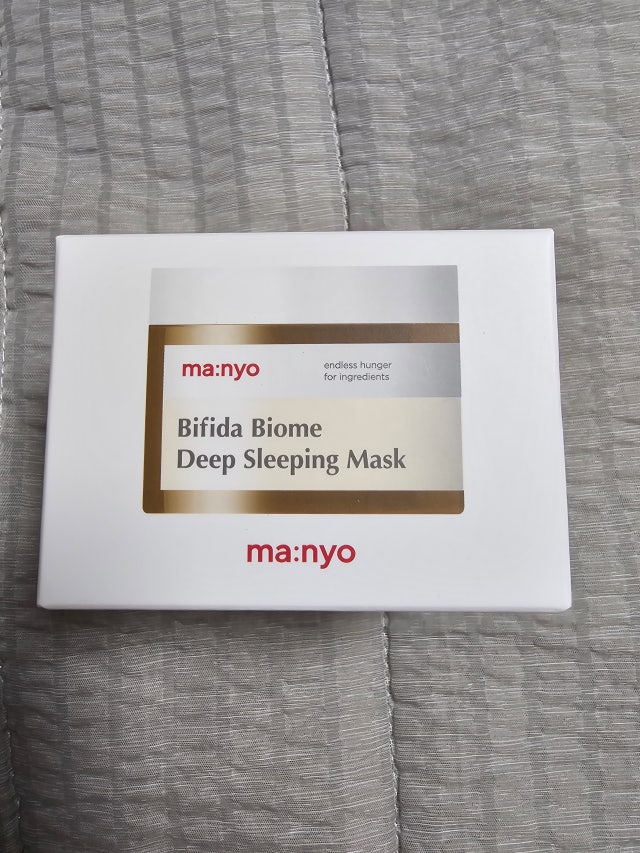 ma:nyo
endless hunger
for ingredients
Bifida Biome
Deep Sleeping Mask
ma:nyo